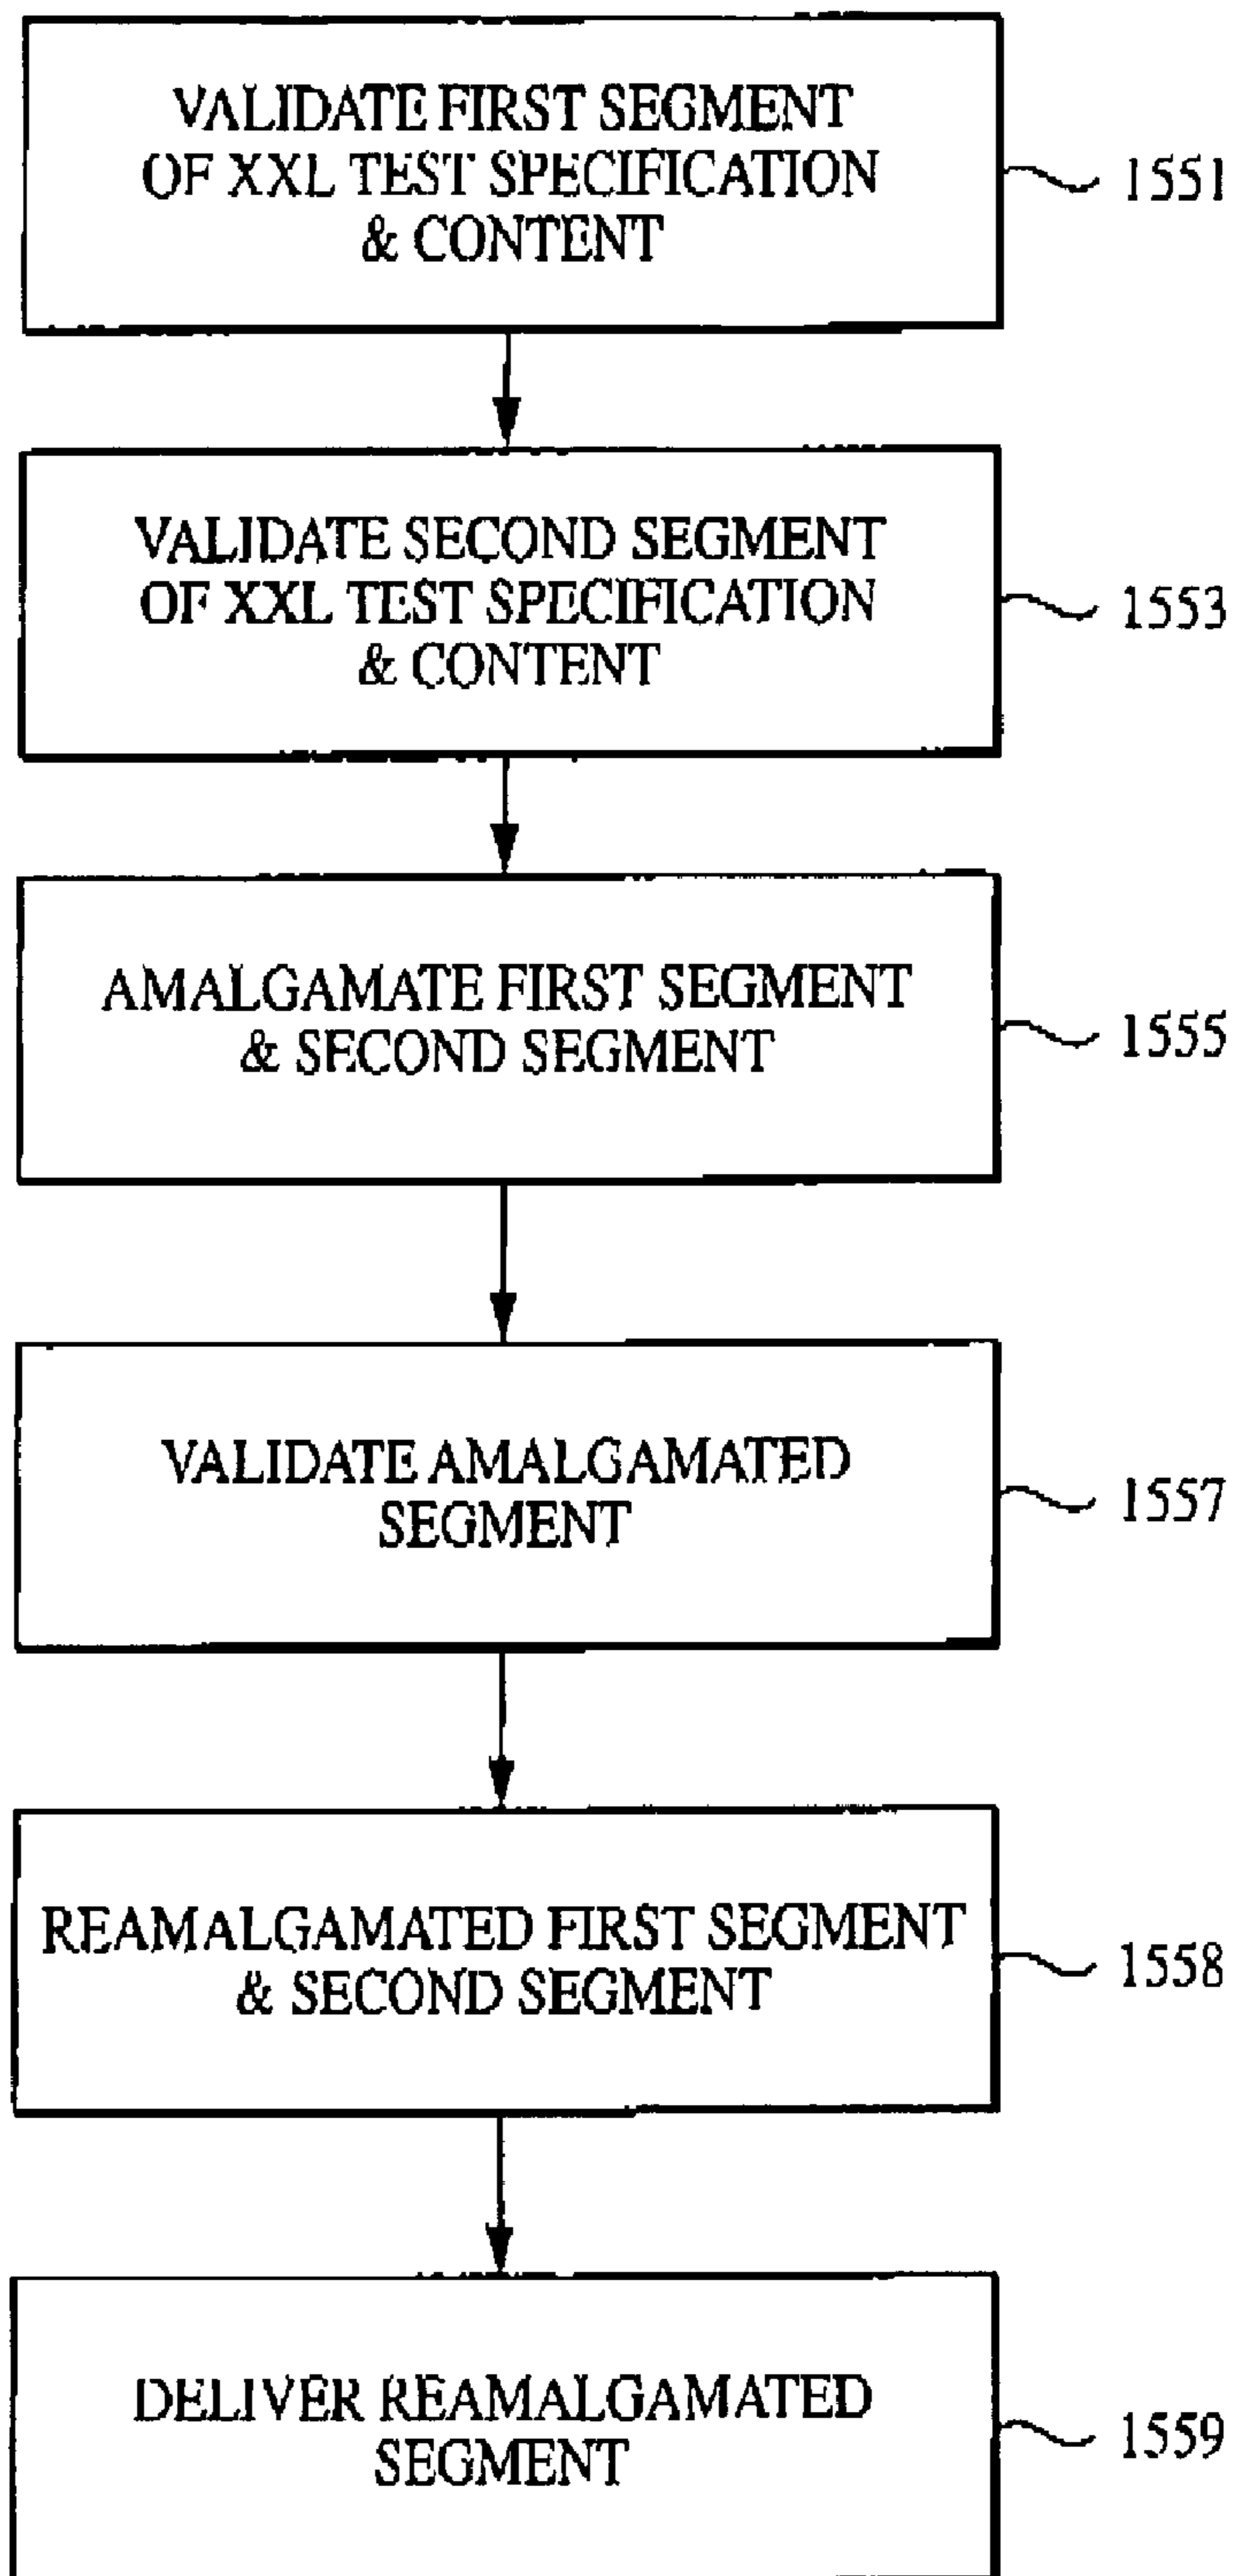 VALIDATE FIRST SEGMENT
OF XXL TEST SPECIFICATION
& CONTENT
1551
VALIDATE SECOND SEGMENT
OF XXL TEST SPECIFICATION
& CONTENT
1553
AMALGAMATE FIRST SEGMENT
& SECOND SEGMENT
1555
VALIDATE AMALGAMATED
SEGMENT
1557
REAMALGAMATED FIRST SEGMENT
& SECOND SEGMENT
1558
DELIVER REAMALGAMATED
SEGMENT
1559